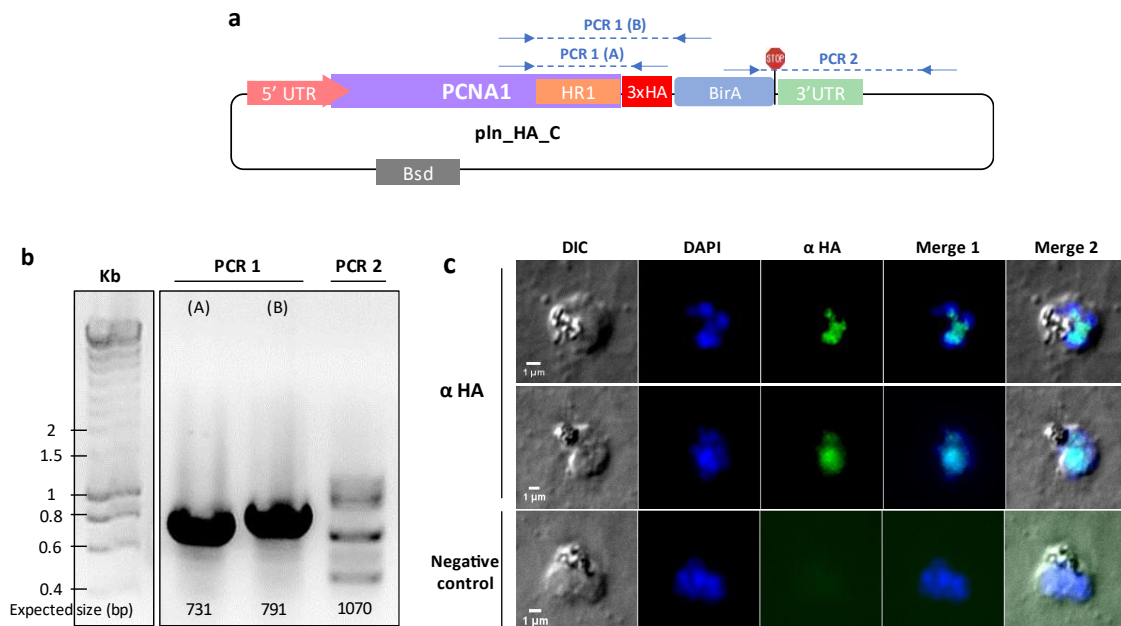 a
PCR 1 (B)
PCR 1 (A)
STOP
PCR 2
5’ UTR
PCNA1
HR1
3xHA
BirA
3’UTR
pln_HA_C
Bsd
b
Kb
PCR 1
PCR 2
(A)
(B)
2
1.5
1
0.8
0.6
0.4
Expected size (bp)
731
791
1070
c
DIC
DAPI
α HA
Merge 1
Merge 2
α HA
1 µm
1 µm
Negative
control
1 µm